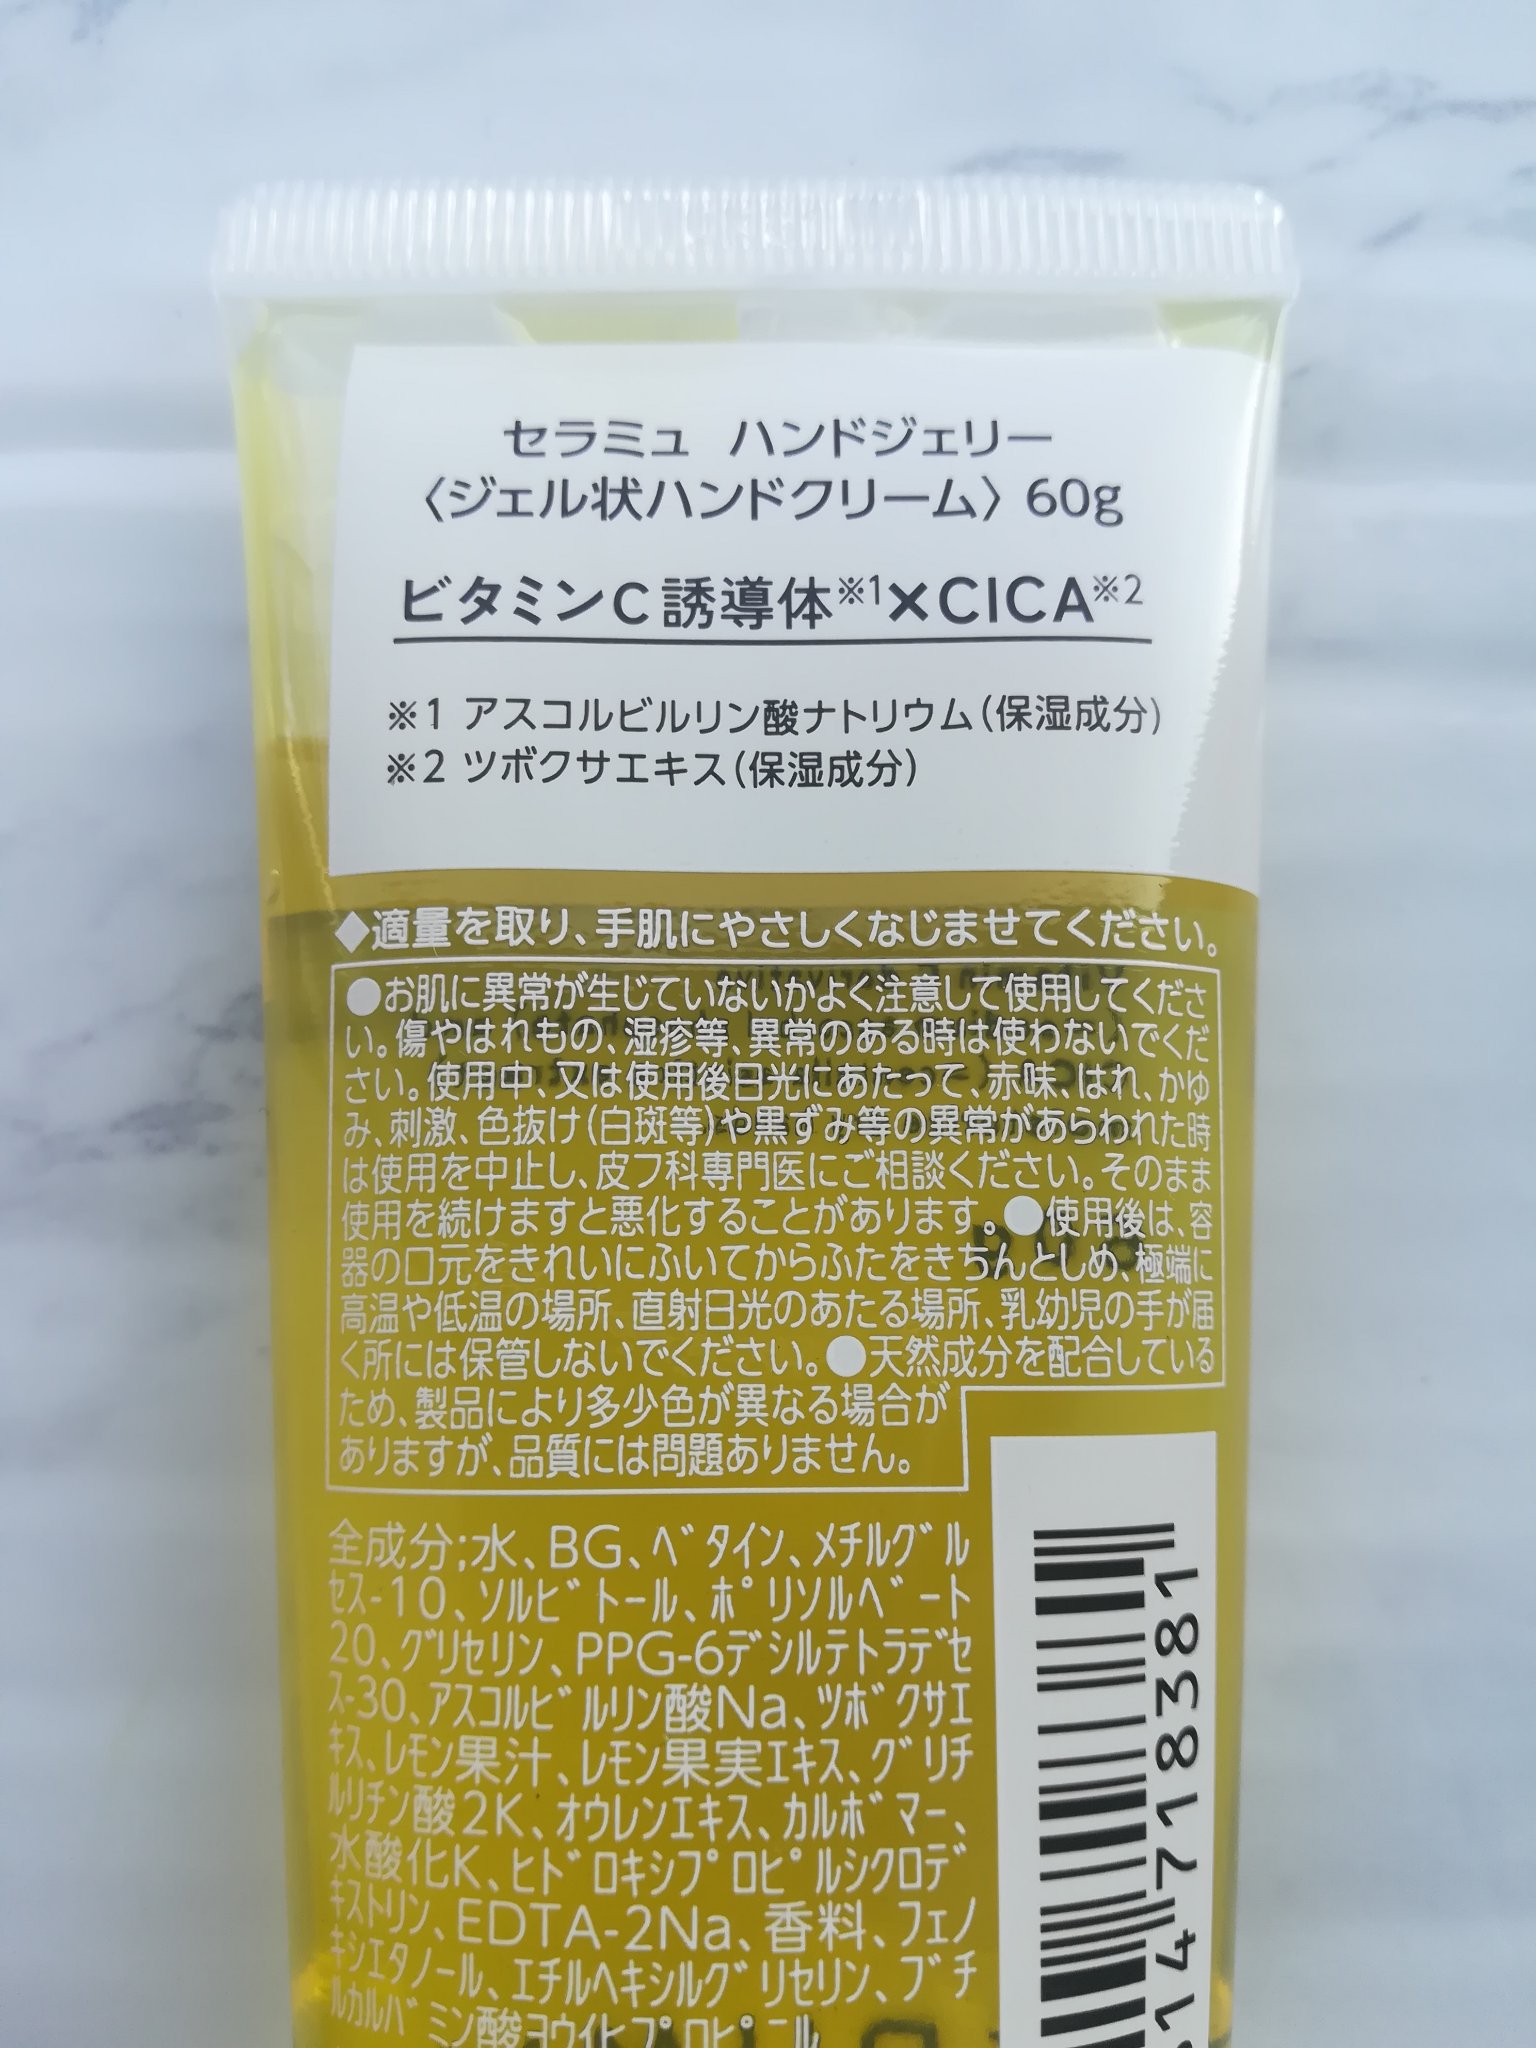 セラミュ ハンドジェリー
〈ジェル状ハンドクリーム〉60g
ビタミンC誘導体※1×CICA※2
※1 アスコルビルリン酸ナトリウム(保湿成分)
※2 ツボクサエキス(保湿成分)
◆適量を取り、手肌にやさしくなじませてください。
●お肌に異常が生じていないかよく注意して使用してくださ
い。傷やはれもの、湿疹等、異常のある時は使わないでくだ
さい。使用中、又は使用後日光にあたって、赤味、はれ、かゆ
み、刺激、色抜け(白斑等)や黒ずみ等の異常があらわれた時
は使用を中止し、皮フ科専門医にご相談ください。そのまま
使用を続けますと悪化することがあります。●使用後は、容
器の口元をきれいにふいてからふたをきちんとしめ、極端に
高温や低温の場所、直射日光のあたる場所、乳幼児の手が届
く所には保管しないでください。●天然成分を配合している
ため、製品により多少色が異なる場合が
ありますが、品質には問題ありません。
全成分;水、BG、ベタイン、メチルグル
セス-10、ソルビトール、ポリソルベート
20、グリセリン、PPG-6デシルテトラデセ
ス-30、アスコルビルリン酸Na、ツボクサエ
キス、レモン果汁、レモン果実エキス、グリチ
ルリチン酸2K、オウレンエキス、カルボマー、
水酸化K、ヒドロキシプロピルシクロデ
キストリン、EDTA-2Na、香料、フェノ
キシエタノール、エチルヘキシルグリセリン、ブチ
ルカルバミン酸ヨウ化プロピニル
4718381